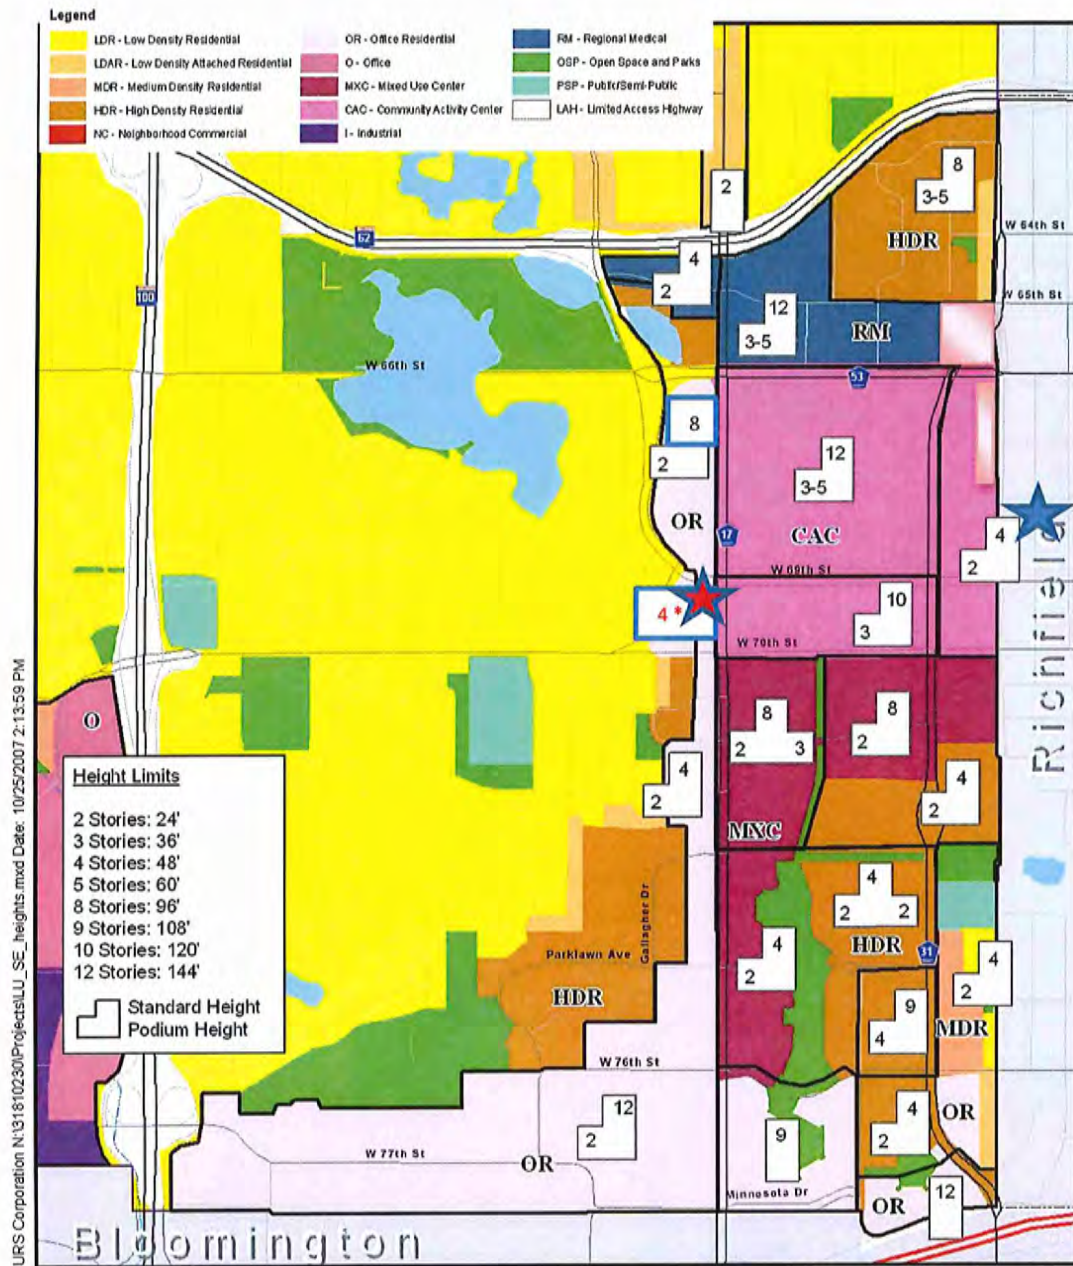 Legend
LDR - Low Density Residential
LDAR - Low Density Attached Residential
MDR - Medium Density Residential
HDR - High Density Residential
NC - Neighborhood Commercial
OR - Office Residential
O - Office
MXC - Mixed Use Center
CAC - Community Activity Center
I - Industrial
RM - Regional Medical
OSP - Open Space and Parks
PSP - Public/Semi-Public
LAH - Limited Access Highway
2
8
3-5
HDR
W 64th St
62
4
2
W 65th St
100
12
3-5
RM
W 66th St
53
8
2
12
3-5
OR
17
CAC
4
2
W 69th St
4 *
10
3
W 70th St
Richfield
O
8
2
3
8
2
4
2
4
2
MXC
Height Limits
2 Stories: 24'
3 Stories: 36'
4 Stories: 48'
5 Stories: 60'
8 Stories: 96'
9 Stories: 108'
10 Stories: 120'
12 Stories: 144'
Standard Height
Podium Height
4
2
2
Gallagher Dr
HDR
Parklawn Ave
4
2
31
4
2
HDR
9
4
MDR
W 76th St
12
2
9
4
2
OR
W 77th St
OR
Minnesota Dr
OR
12
Bloomington
URS Corporation N:\31810230\Projects\LU_SE_heights.mxd Date: 10/25/2007 2:13:59 PM